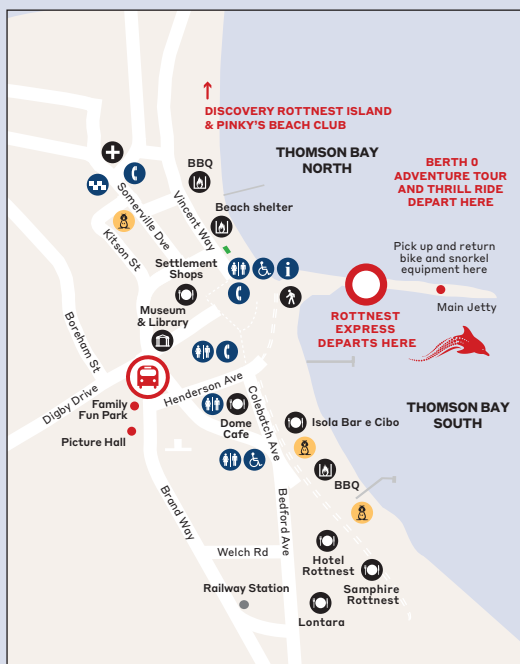 DISCOVERY ROTTNEST ISLAND
& PINKY'S BEACH CLUB
THOMSON BAY
NORTH
BERTH 0
ADVENTURE TOUR
AND THRILL RIDE
DEPART HERE
BBQ
Somerville Dve
Vincent Way
Beach shelter
Kitson St
Settlement
Shops
Pick up and return
bike and snorkel
equipment here
Main Jetty
Museum
& Library
ROTTNEST
EXPRESS
DEPARTS HERE
Boreham St
Digby Drive
Henderson Ave
Family
Fun Park
Picture Hall
Dome
Cafe
Colebatch Ave
Isola Bar e Cibo
THOMSON BAY
SOUTH
BBQ
Brand Way
Bedford Ave
Welch Rd
Hotel
Rottnest
Samphire
Rottnest
Railway Station
Lontara